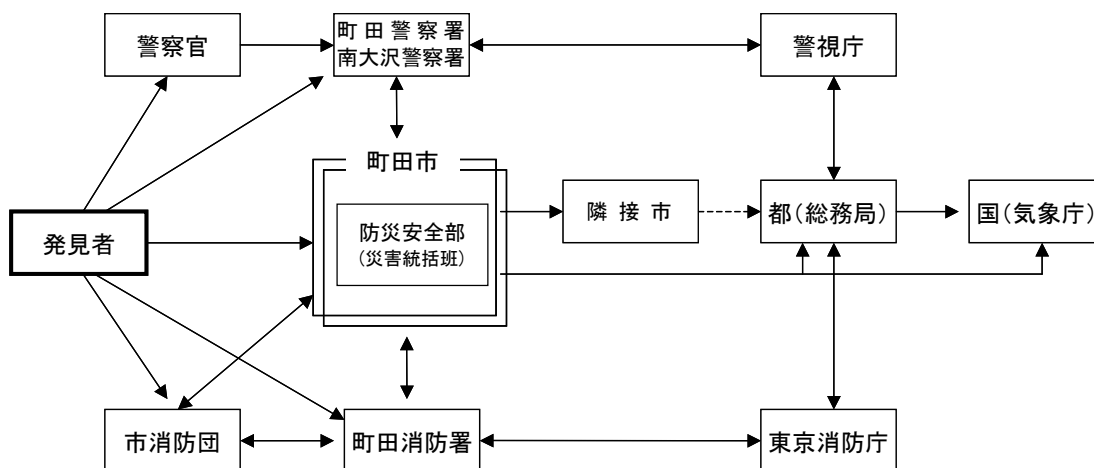 警察官
町田警察署
南大沢警察署
警視庁
町田市
防災安全部
(災害統括班)
隣接市
都(総務局)
国(気象庁)
発見者
市消防団
町田消防署
東京消防庁